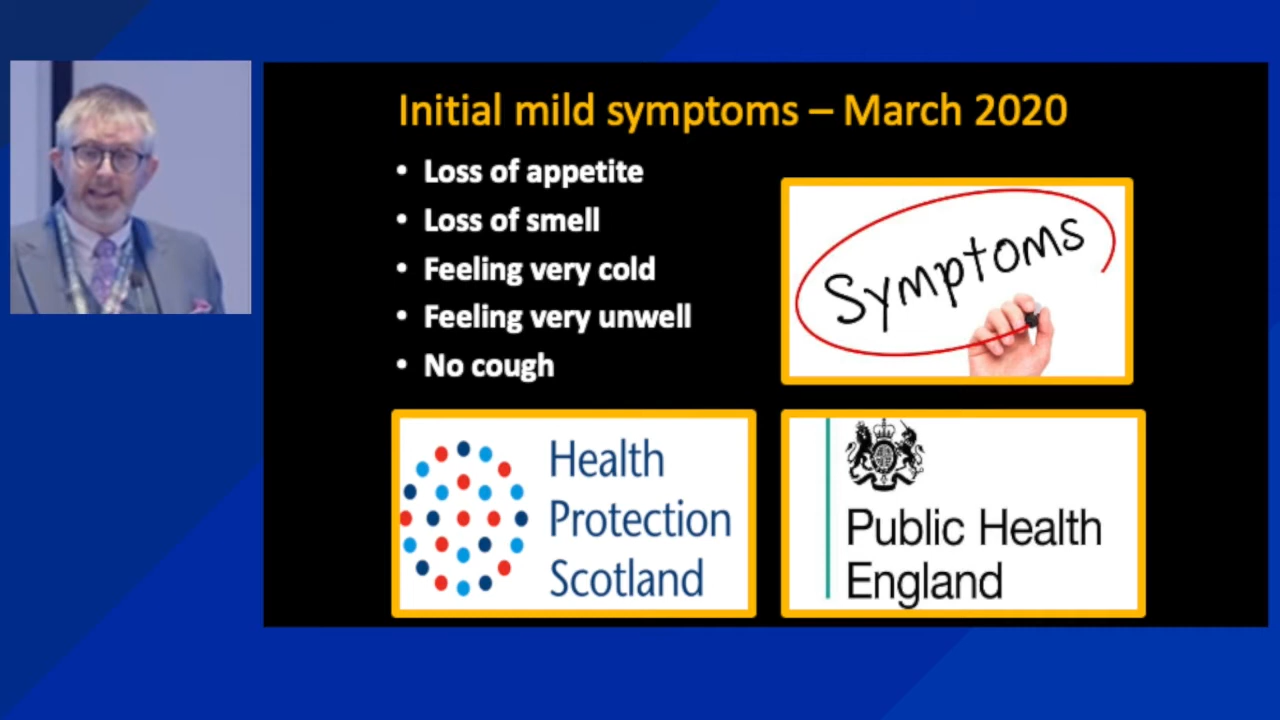 Initial mild symptoms – March 2020
• Loss of appetite
• Loss of smell
• Feeling very cold
• Feeling very unwell
• No cough
Symptoms
Health
Protection
Scotland
Public Health
England